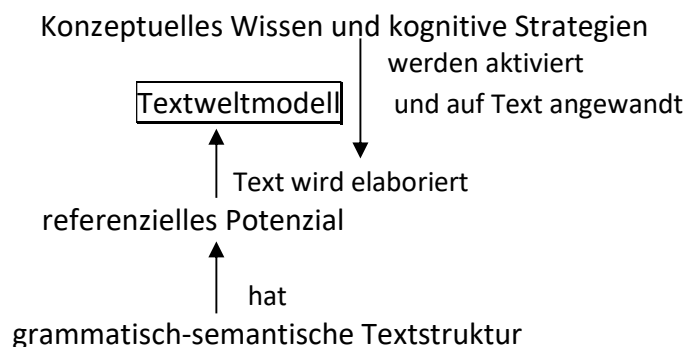 Konzeptuelles Wissen und kognitive Strategien
werden aktiviert
Textweltmodell
und auf Text angewandt
Text wird elaboriert
referenzielles Potenzial
hat
grammatisch-semantische Textstruktur